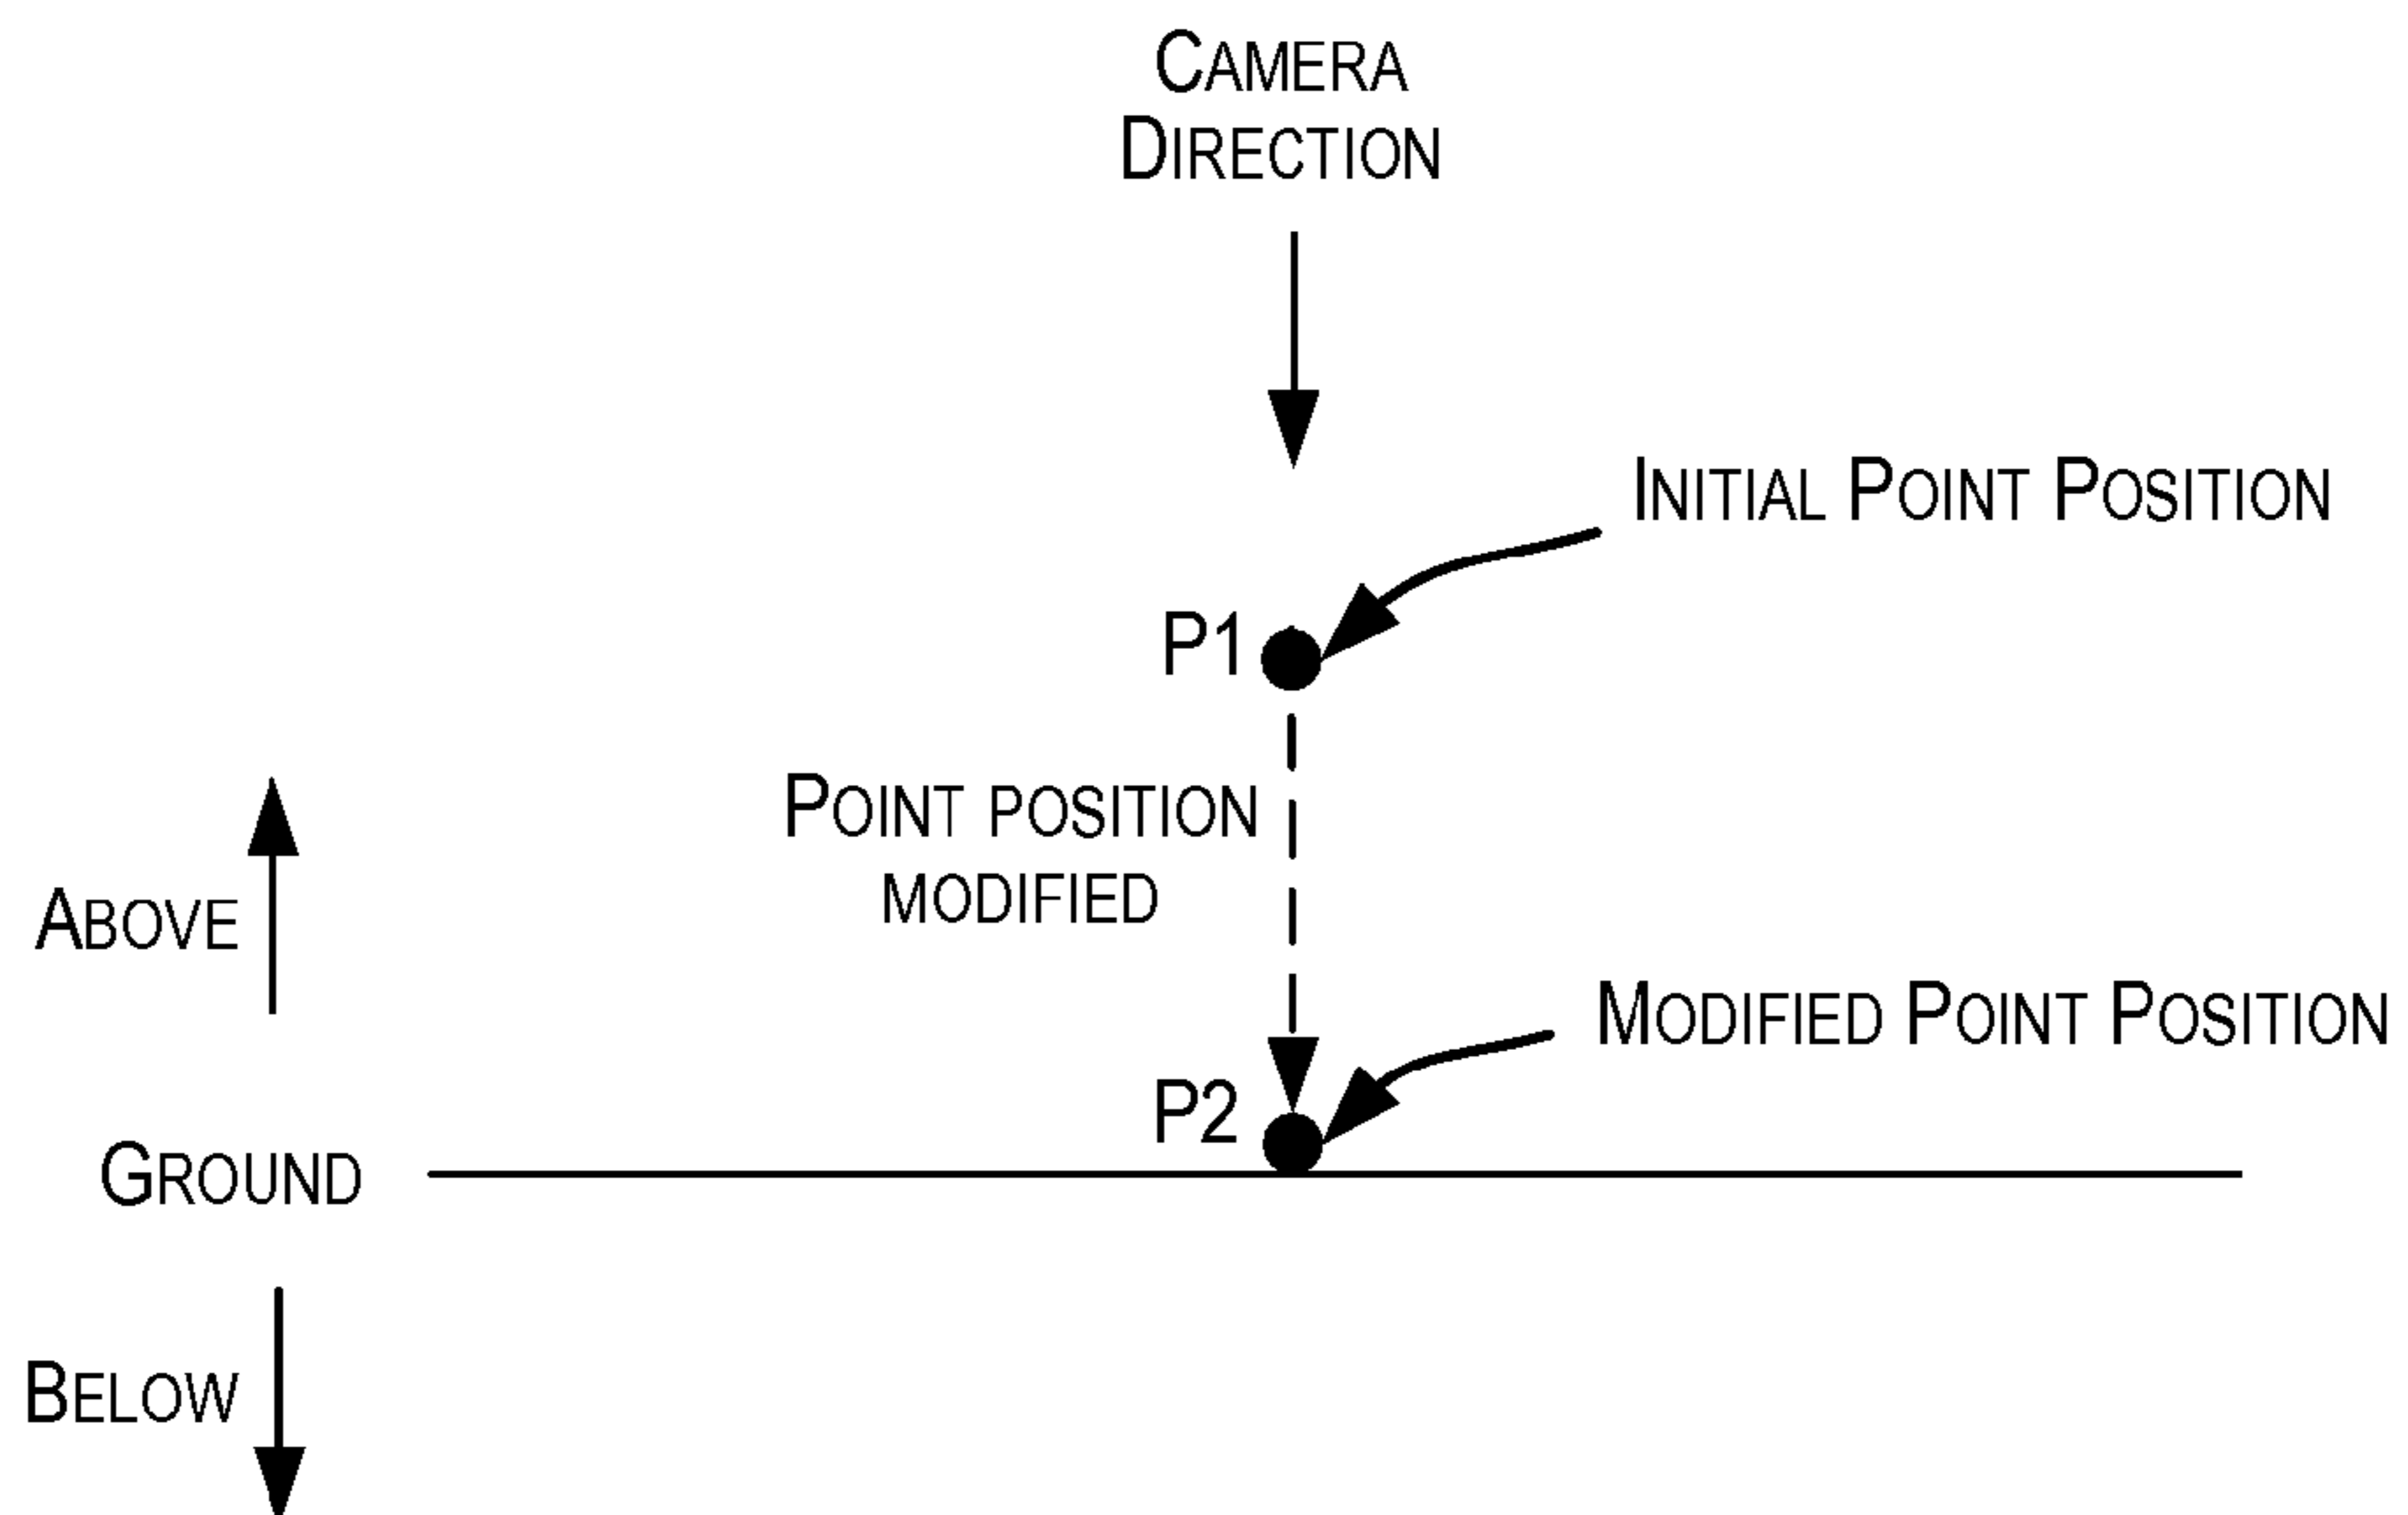 CAMERA
DIRECTION
INITIAL POINT POSITION
P1
POINT POSITION
MODIFIED
ABOVE
MODIFIED POINT POSITION
P2
GROUND
BELOW